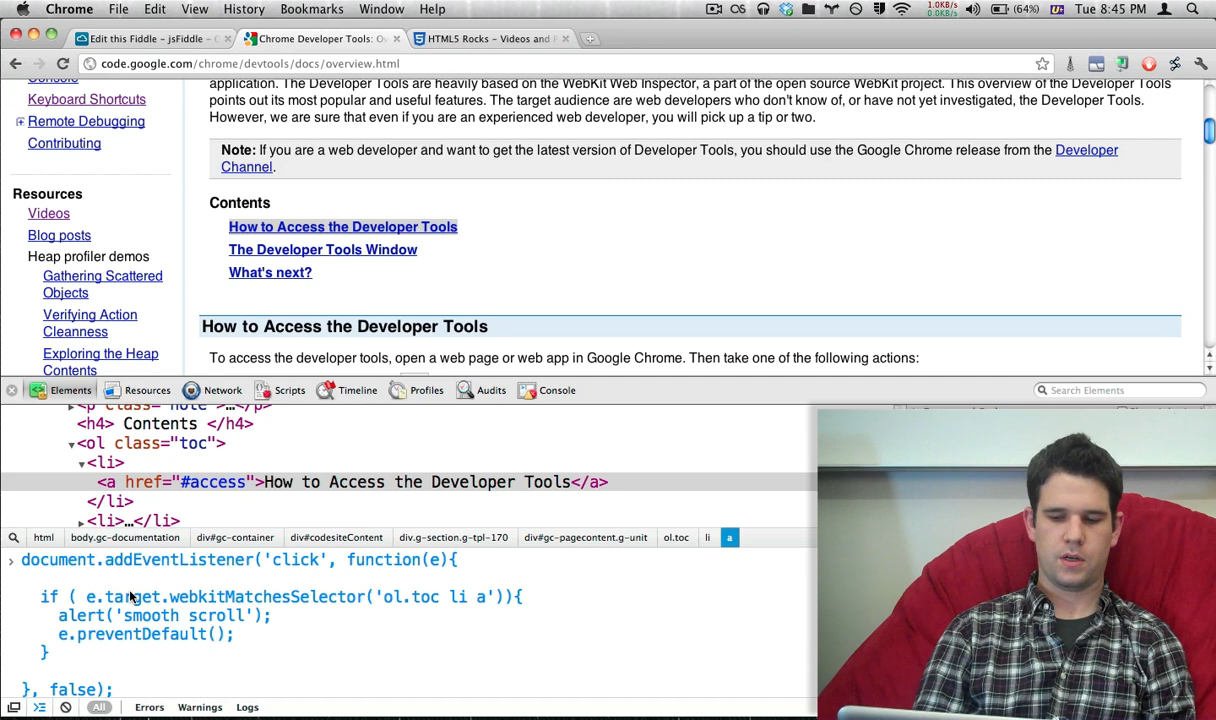 Chrome File Edit View History Bookmarks Window Help 1.0KB/s 0.0KB/s (64%) Tue 8:45 PM
Edit this Fiddle - jsFiddle - Chrome Developer Tools: Ov HTML5 Rocks - Videos and P
code.google.com/chrome/devtools/docs/overview.html
Console
Keyboard Shortcuts
Remote Debugging
Contributing
Resources
Videos
Blog posts
Heap profiler demos
Gathering Scattered
Objects
Verifying Action
Cleanness
Exploring the Heap
Contents
application. The Developer Tools are heavily based on the WebKit Web Inspector, a part of the open source WebKit project. This overview of the Developer Tools
points out its most popular and useful features. The target audience are web developers who don't know of, or have not yet investigated, the Developer Tools.
However, we are sure that even if you are an experienced web developer, you will pick up a tip or two.
Note: If you are a web developer and want to get the latest version of Developer Tools, you should use the Google Chrome release from the Developer
Channel.
Contents
How to Access the Developer Tools
The Developer Tools Window
What's next?
How to Access the Developer Tools
To access the developer tools, open a web page or web app in Google Chrome. Then take one of the following actions:
Elements Resources Network Scripts Timeline Profiles Audits Console Search Elements
<p class="note">…</p>
<h4> Contents </h4>
<ol class="toc">
<li>
<a href="#access">How to Access the Developer Tools</a>
</li>
<li>…</li>
html body.gc-documentation div#gc-container div#codesiteContent div.g-section.g-tpl-170 div#gc-pagecontent.g-unit ol.toc li a
document.addEventListener('click', function(e){
if ( e.target.webkitMatchesSelector('ol.toc li a')){
alert('smooth scroll');
e.preventDefault();
}
}, false);
All Errors Warnings Logs